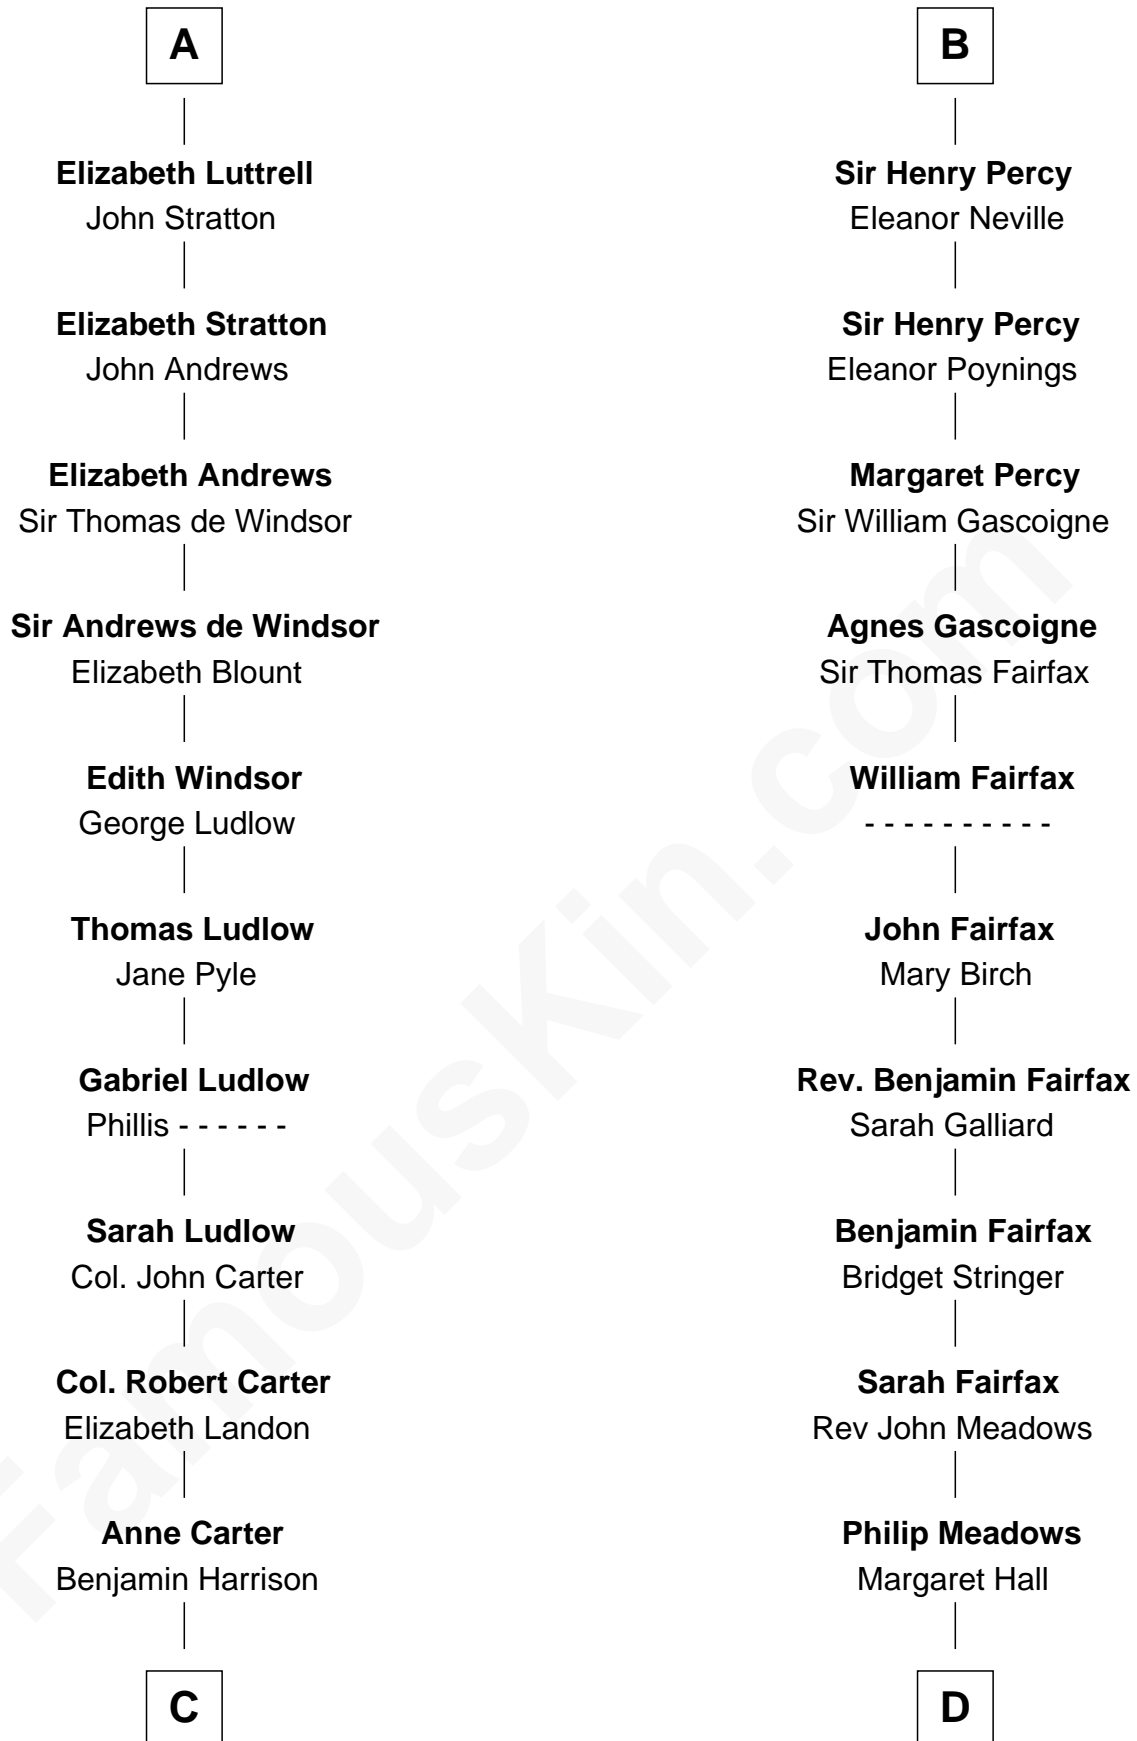 A
Elizabeth Luttrell
John Stratton
Elizabeth Stratton
John Andrews
Elizabeth Andrews
Sir Thomas de Windsor
Sir Andrews de Windsor
Elizabeth Blount
Edith Windsor
George Ludlow
Thomas Ludlow
Jane Pyle
Gabriel Ludlow
Phillis - - - - - -
Sarah Ludlow
Col. John Carter
Col. Robert Carter
Elizabeth Landon
Anne Carter
Benjamin Harrison
C
B
Sir Henry Percy
Eleanor Neville
Sir Henry Percy
Eleanor Poynings
Margaret Percy
Sir William Gascoigne
Agnes Gascoigne
Sir Thomas Fairfax
William Fairfax
- - - - - - - - - -
John Fairfax
Mary Birch
Rev. Benjamin Fairfax
Sarah Galliard
Benjamin Fairfax
Bridget Stringer
Sarah Fairfax
Rev John Meadows
Philip Meadows
Margaret Hall
D
FamousKin.com